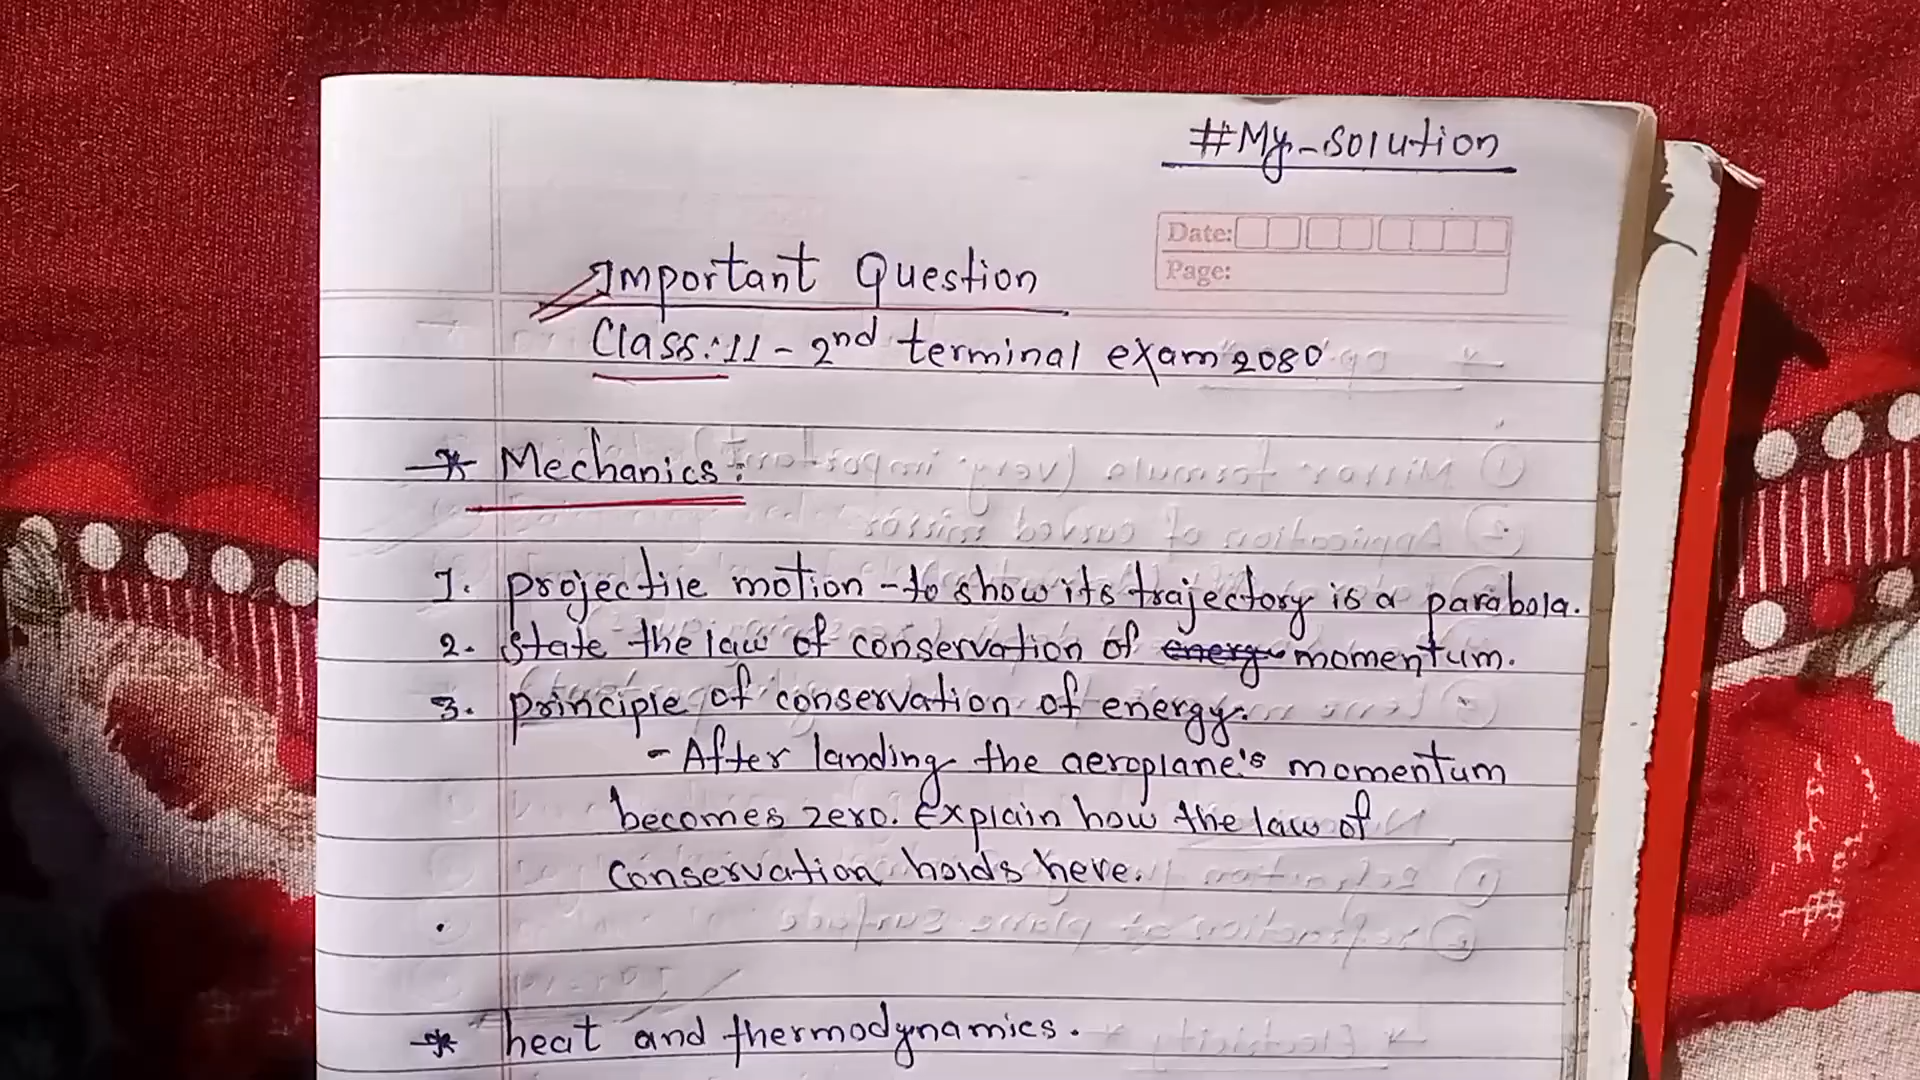 #My-solution
Date:
Page:
Important Question
Class:11 - 2nd terminal exam 2080
* Mechanics:
1. projectile motion - to show its trajectory is a parabola.
2. state the law of conservation of energy momentum.
3. principle of conservation of energy.
- After landing the aeroplane's momentum
becomes zero. Explain how the law of
conservation holds here.
* heat and thermodynamics.